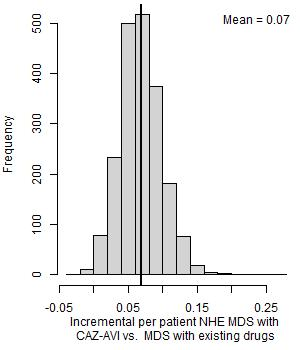 Mean = 0.07
500
400
300
200
100
0
Frequency
-0.05 0.05 0.15 0.25
Incremental per patient NHE MDS with
CAZ-AVI vs. MDS with existing drugs